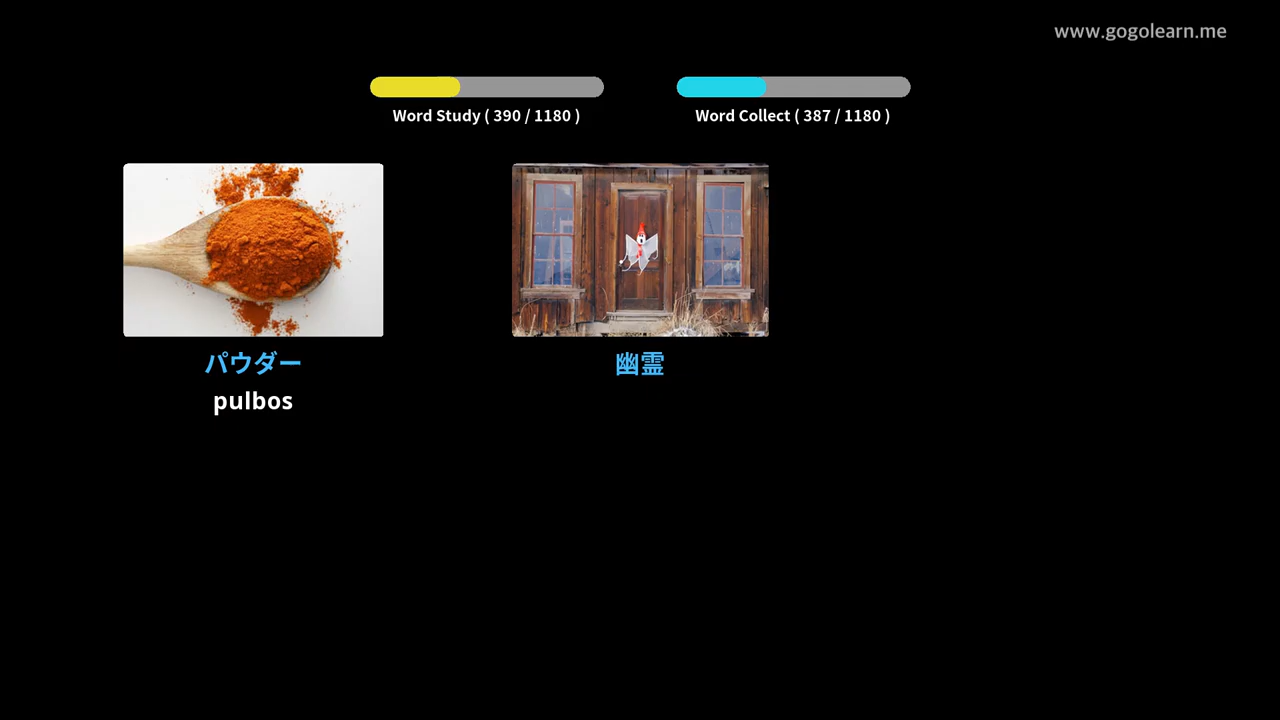 www.gogolearn.me
Word Study ( 390 / 1180 )
Word Collect ( 387 / 1180 )
パウダー
pulbos
幽霊